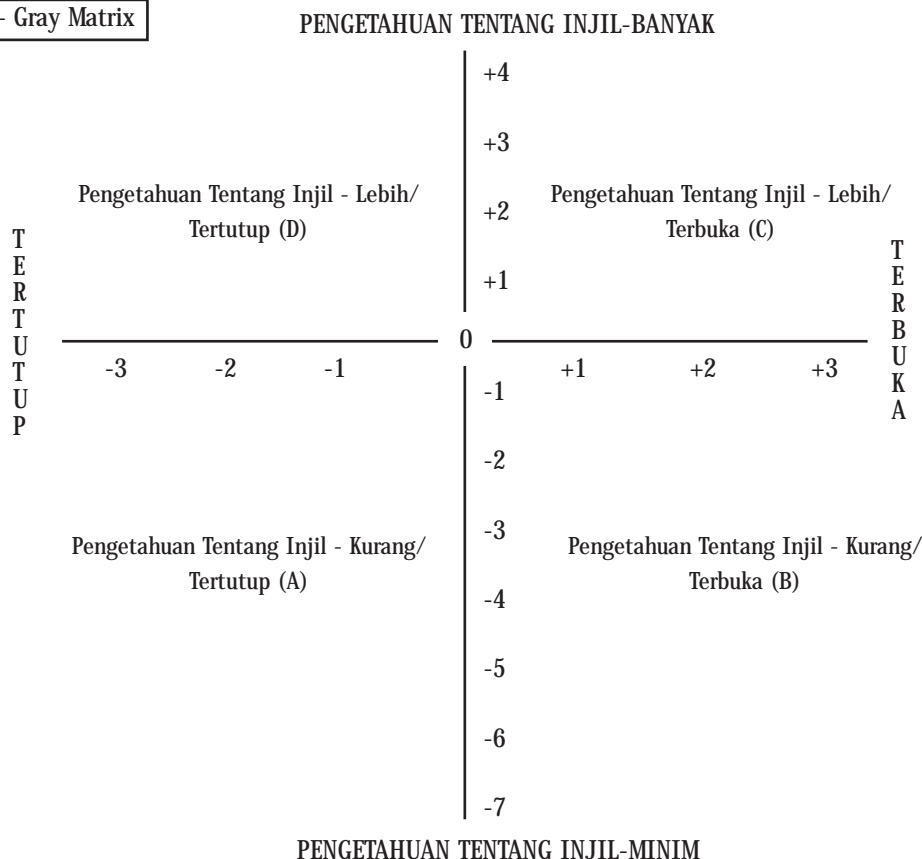 - Gray Matrix
PENGETAHUAN TENTANG INJIL-BANYAK
+4
+3
Pengetahuan Tentang Injil - Lebih/
Tertutup (D)
+2
Pengetahuan Tentang Injil - Lebih/
Terbuka (C)
+1
T
E
R
T
U
T
U
P
T
E
R
B
U
K
A
0
-3 -2 -1
+1 +2 +3
-1
-2
-3
Pengetahuan Tentang Injil - Kurang/
Tertutup (A)
Pengetahuan Tentang Injil - Kurang/
Terbuka (B)
-4
-5
-6
-7
PENGETAHUAN TENTANG INJIL-MINIM